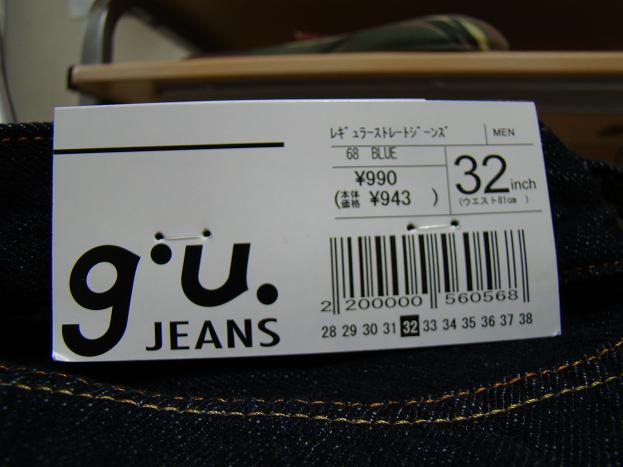 ﾚｷﾞｭﾗｰｽﾄﾚｰﾄｼﾞｰﾝｽﾞ MEN
68 BLUE
¥990
(本体価格 ¥943 )
32inch
(ウエスト81cm )
g.u.
JEANS
2 200000 560568
28 29 30 31 32 33 34 35 36 37 38